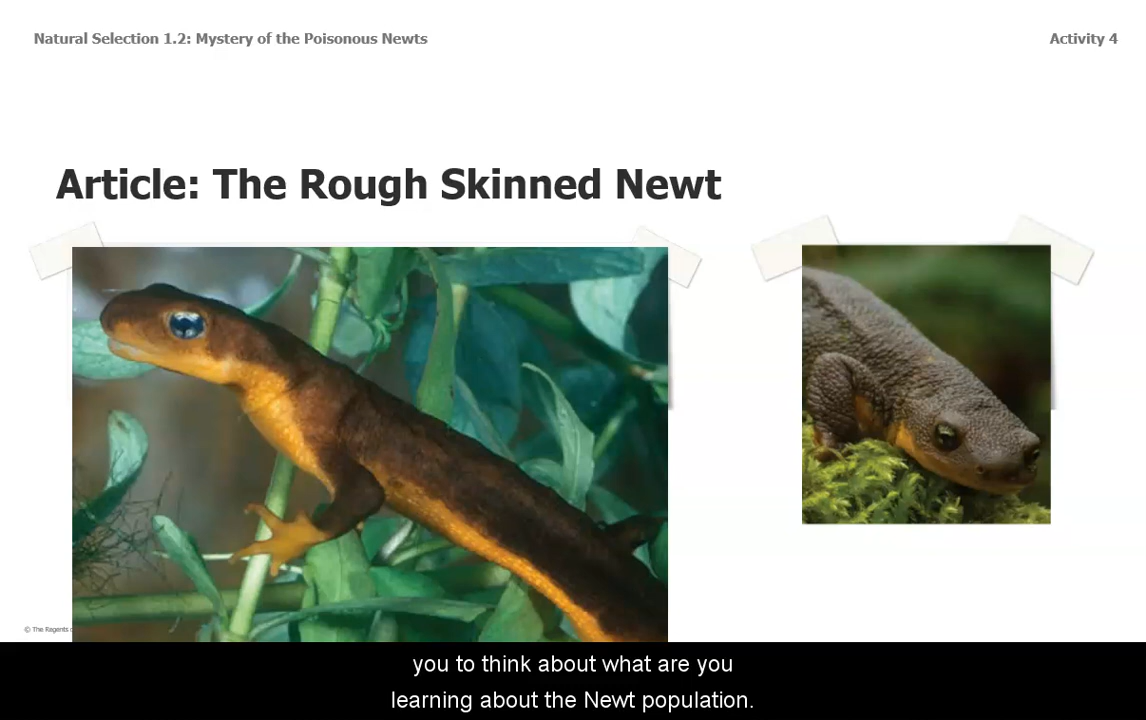 Natural Selection 1.2: Mystery of the Poisonous Newts
Activity 4
Article: The Rough Skinned Newt
© The Regents
you to think about what are you
learning about the Newt population.